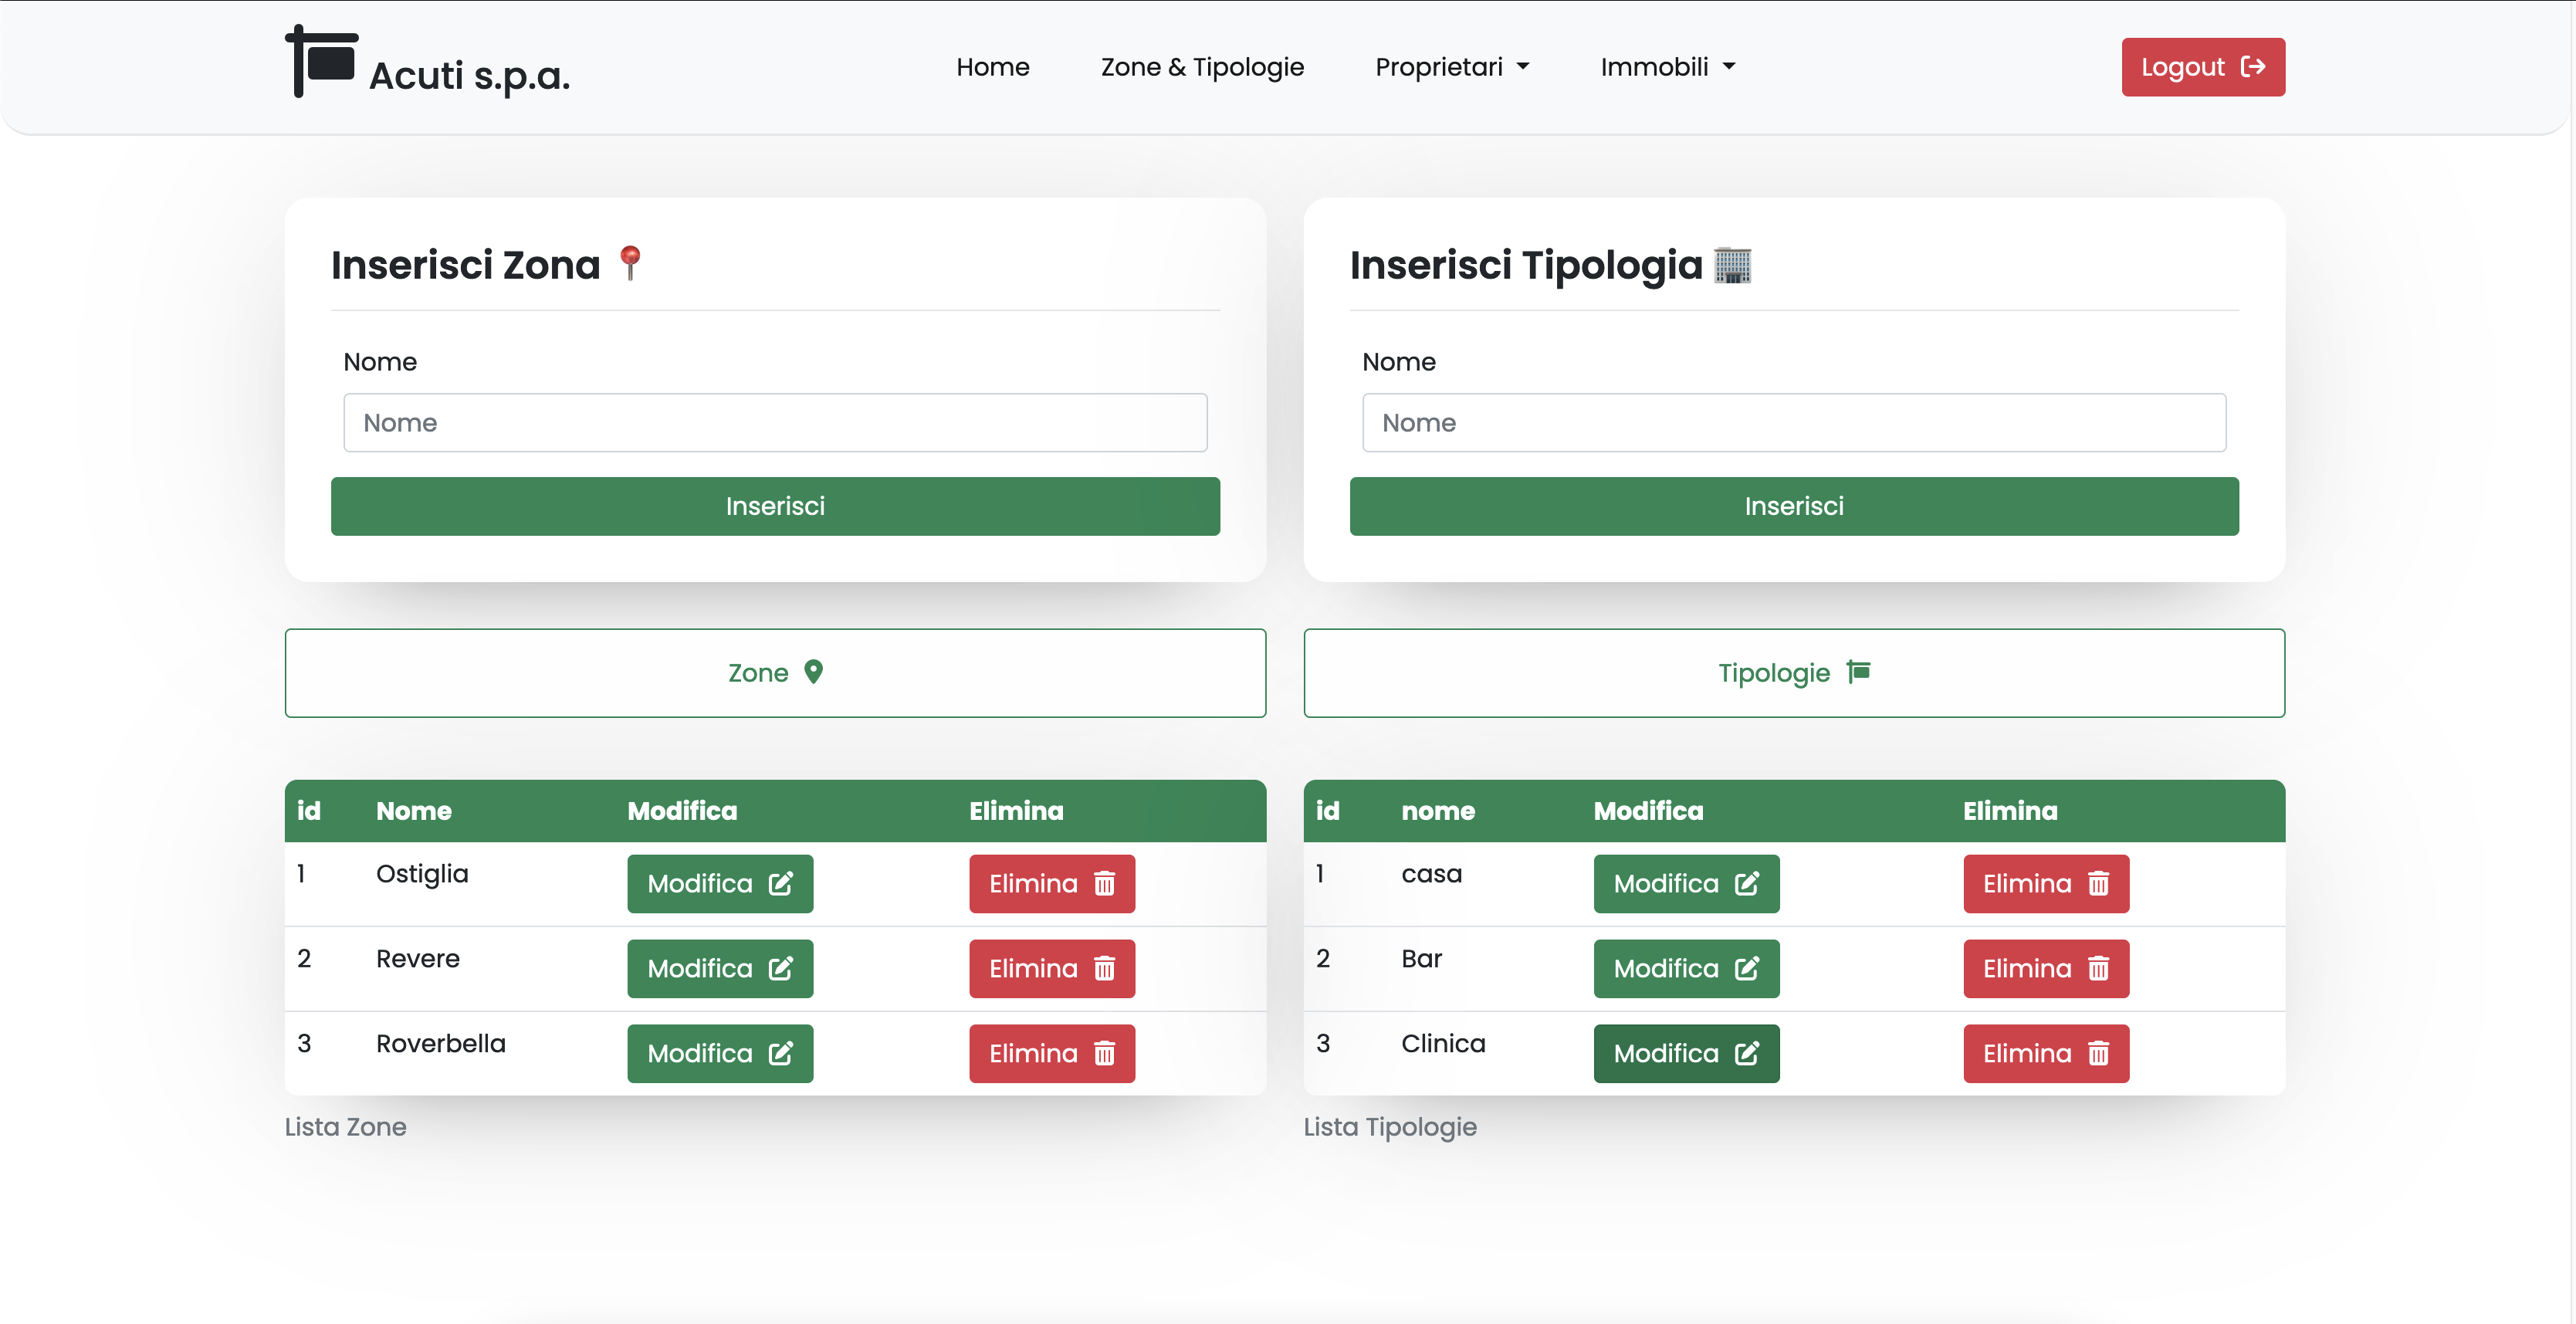 Acuti s.p.a.
Home
Zone & Tipologie
Proprietari
Immobili
Logout
Inserisci Zona
Nome
Nome
Inserisci
Inserisci Tipologia
Nome
Nome
Inserisci
Zone
Tipologie
id Nome Modifica Elimina
1 Ostiglia Modifica Elimina
2 Revere Modifica Elimina
3 Roverbella Modifica Elimina
Lista Zone
id nome Modifica Elimina
1 casa Modifica Elimina
2 Bar Modifica Elimina
3 Clinica Modifica Elimina
Lista Tipologie